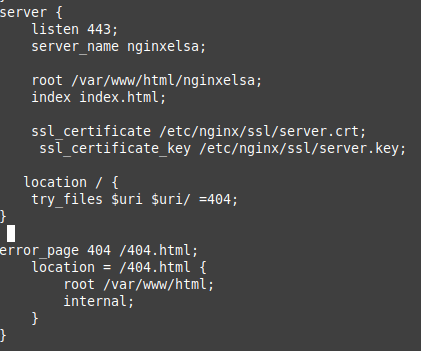 server {
    listen 443;
    server_name nginxelsa;

    root /var/www/html/nginxelsa;
    index index.html;

    ssl_certificate /etc/nginx/ssl/server.crt;
     ssl_certificate_key /etc/nginx/ssl/server.key;

   location / {
    try_files $uri $uri/ =404;
}

error_page 404 /404.html;
    location = /404.html {
        root /var/www/html;
        internal;
    }
}